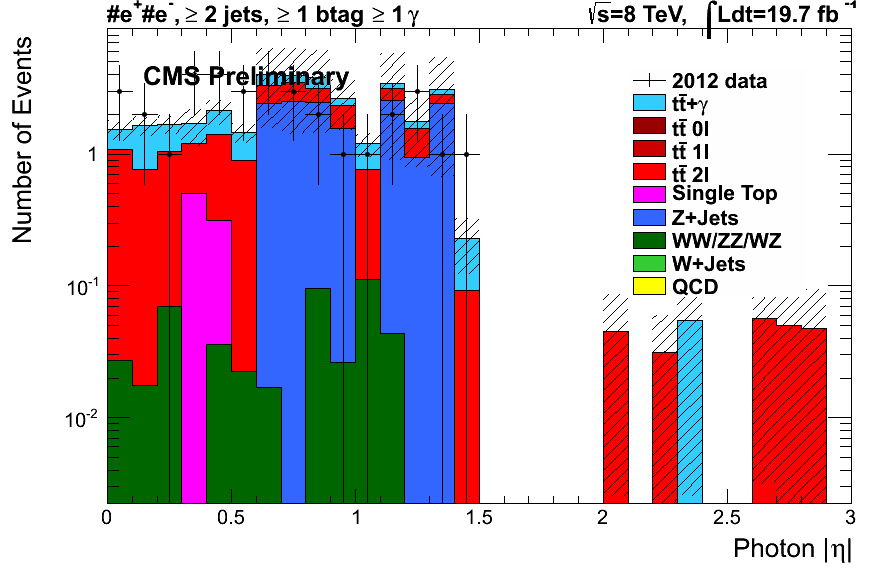 #e⁺#e⁻, ≥ 2 jets, ≥ 1 btag ≥ 1 γ
√s=8 TeV, ∫Ldt=19.7 fb⁻¹
CMS Preliminary
Number of Events
1
10⁻¹
10⁻²
2012 data
tt̄+γ
tt̄ 0l
tt̄ 1l
tt̄ 2l
Single Top
Z+Jets
WW/ZZ/WZ
W+Jets
QCD
0 0.5 1 1.5 2 2.5 3
Photon |η|